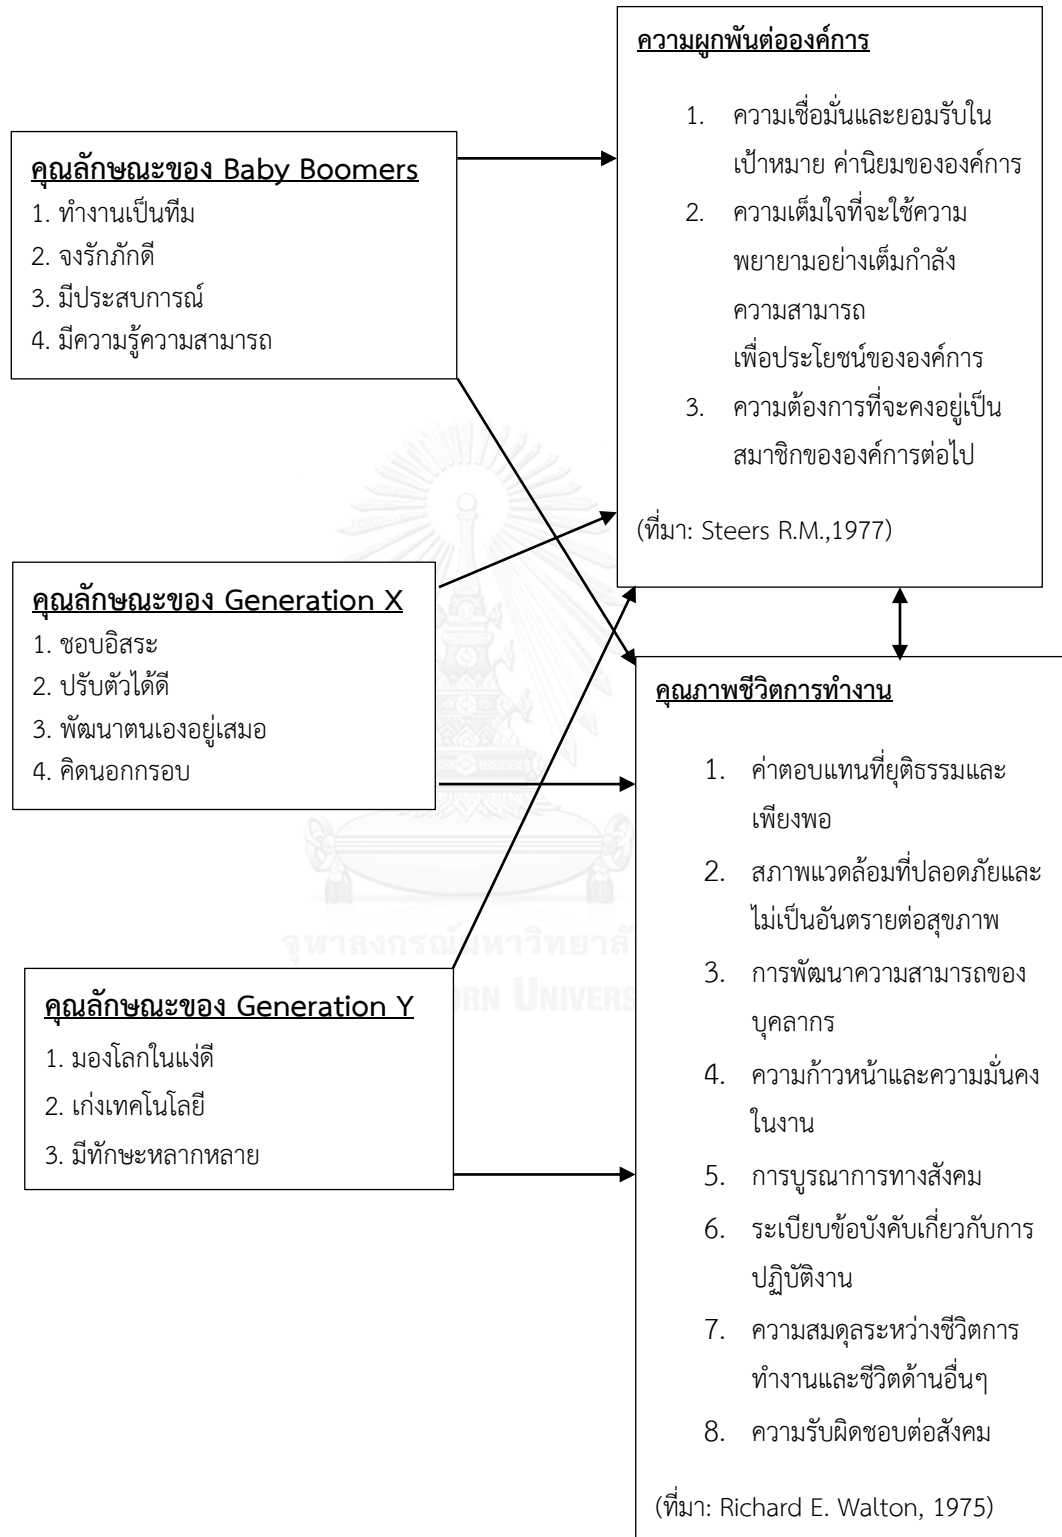 ความผูกพันต่อองค์การ
1. ความเชื่อมั่นและยอมรับใน
เป้าหมาย ค่านิยมขององค์การ
2. ความเต็มใจที่จะใช้ความ
พยายามอย่างเต็มกำลัง
ความสามารถ
เพื่อประโยชน์ขององค์การ
3. ความต้องการที่จะคงอยู่เป็น
สมาชิกขององค์การต่อไป
(ที่มา: Steers R.M.,1977)
คุณลักษณะของ Baby Boomers
1. ทำงานเป็นทีม
2. จงรักภักดี
3. มีประสบการณ์
4. มีความรู้ความสามารถ
คุณลักษณะของ Generation X
1. ชอบอิสระ
2. ปรับตัวได้ดี
3. พัฒนาตนเองอยู่เสมอ
4. คิดนอกกรอบ
คุณลักษณะของ Generation Y
1. มองโลกในแง่ดี
2. เก่งเทคโนโลยี
3. มีทักษะหลากหลาย
คุณภาพชีวิตการทำงาน
1. ค่าตอบแทนที่ยุติธรรมและ
เพียงพอ
2. สภาพแวดล้อมที่ปลอดภัยและ
ไม่เป็นอันตรายต่อสุขภาพ
3. การพัฒนาความสามารถของ
บุคลากร
4. ความก้าวหน้าและความมั่นคง
ในงาน
5. การบูรณาการทางสังคม
6. ระเบียบข้อบังคับเกี่ยวกับการ
ปฏิบัติงาน
7. ความสมดุลระหว่างชีวิตการ
ทำงานและชีวิตด้านอื่นๆ
8. ความรับผิดชอบต่อสังคม
(ที่มา: Richard E. Walton, 1975)